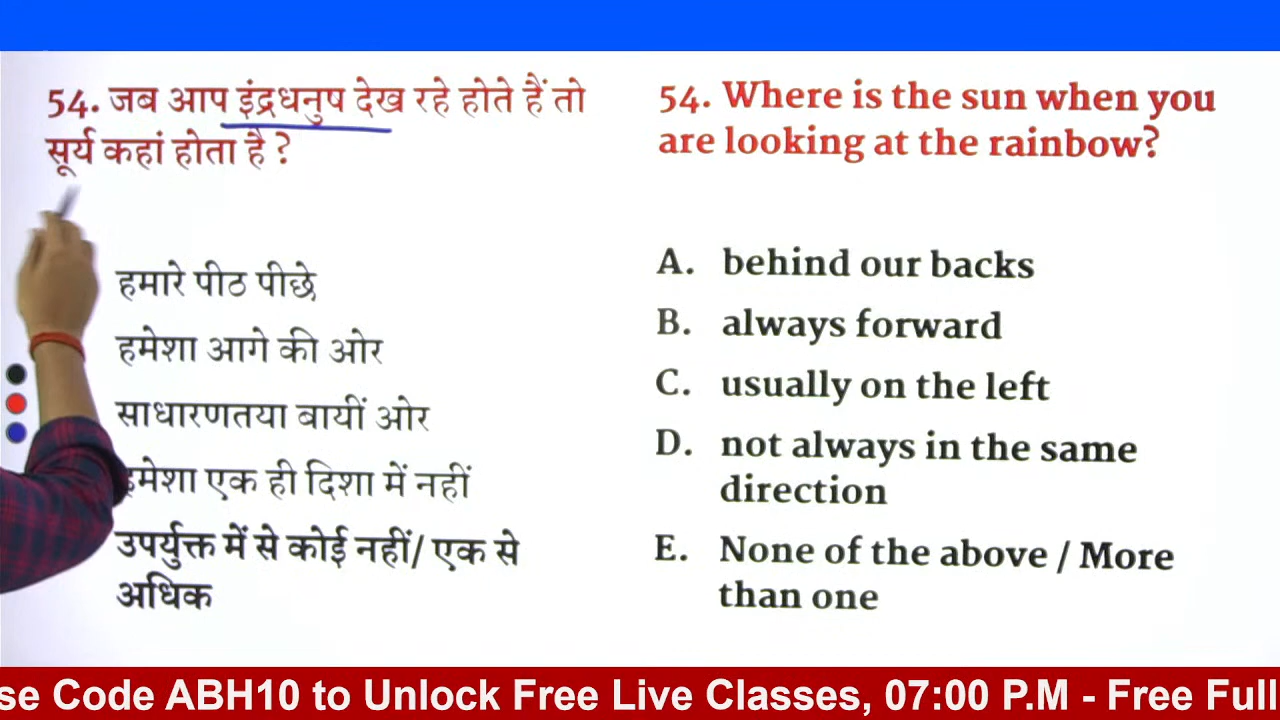 54. जब आप इंद्रधनुष देख रहे होते हैं तो
सूर्य कहां होता है ?
हमारे पीठ पीछे
हमेशा आगे की ओर
साधारणतया बायीं ओर
हमेशा एक ही दिशा में नहीं
उपर्युक्त में से कोई नहीं/ एक से
अधिक
54. Where is the sun when you
are looking at the rainbow?
A. behind our backs
B. always forward
C. usually on the left
D. not always in the same
direction
E. None of the above / More
than one
Code ABH10 to Unlock Free Live Classes, 07:00 P.M - Free Full